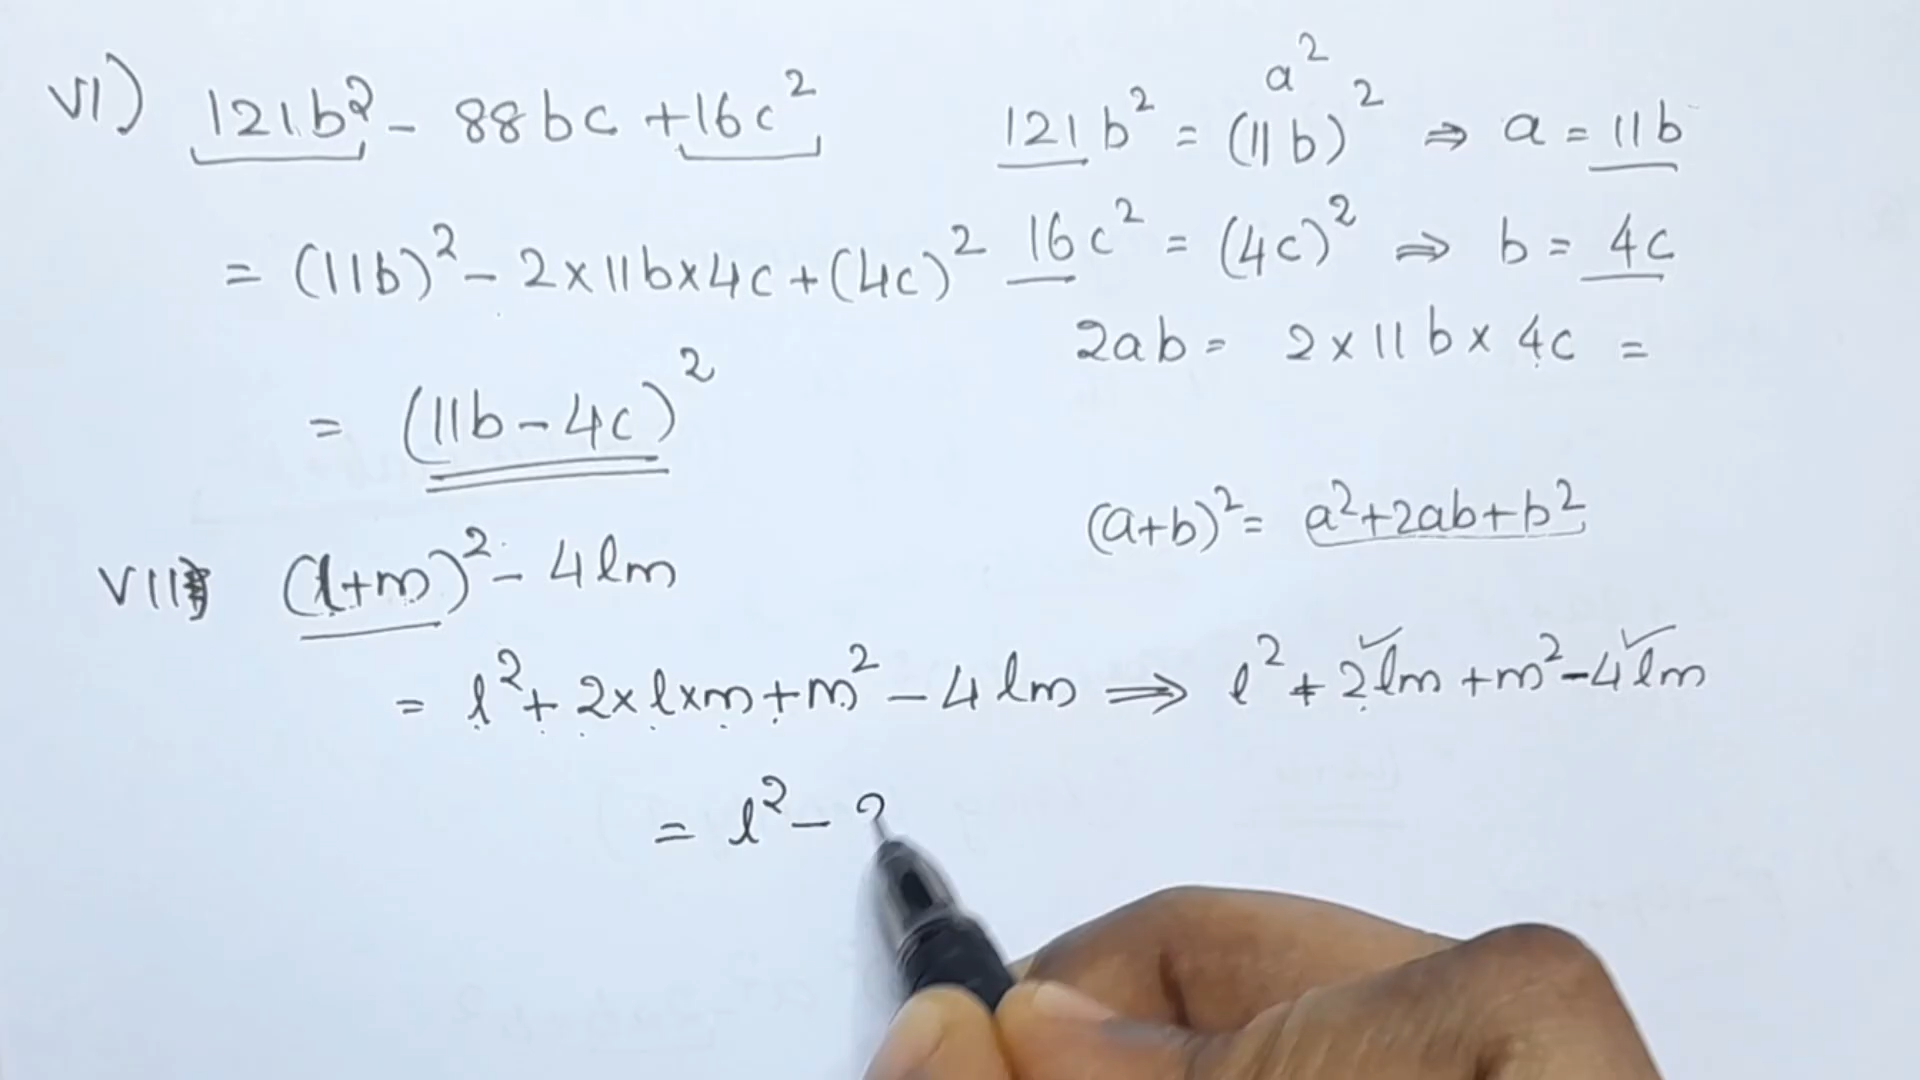 VI) 121b² - 88bc + 16c²
121b² = (11b)² ⇒ a = 11b
a²
= (11b)² - 2×11b×4c + (4c)²
16c² = (4c)² ⇒ b = 4c
2ab = 2×11b×4c =
= (11b - 4c)²
(a+b)² = a²+2ab+b²
VII) (l+m)² - 4lm
= l² + 2×l×m + m² - 4lm ⇒ l² + 2lm + m² - 4lm
= l² - 2